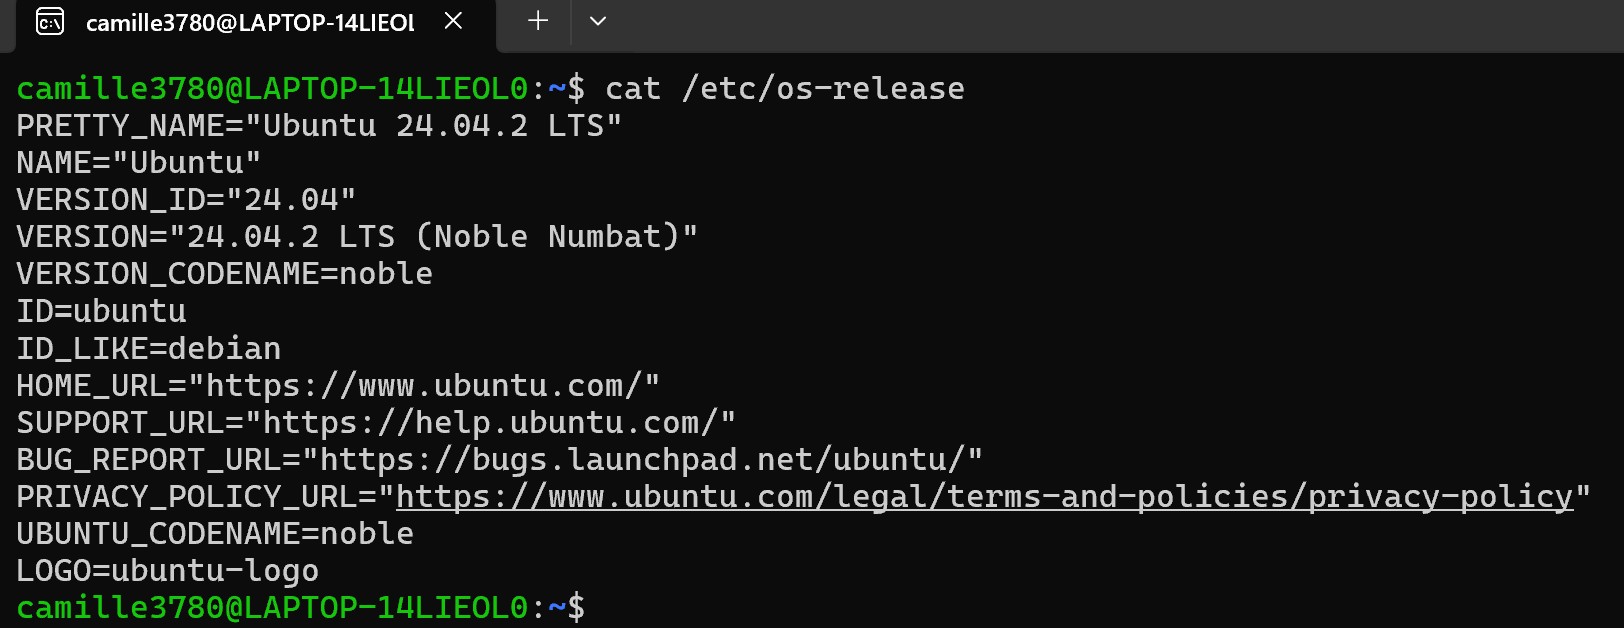 camille3780@LAPTOP-14LIEOL
camille3780@LAPTOP-14LIEOL0:~$ cat /etc/os-release
PRETTY_NAME="Ubuntu 24.04.2 LTS"
NAME="Ubuntu"
VERSION_ID="24.04"
VERSION="24.04.2 LTS (Noble Numbat)"
VERSION_CODENAME=noble
ID=ubuntu
ID_LIKE=debian
HOME_URL="https://www.ubuntu.com/"
SUPPORT_URL="https://help.ubuntu.com/"
BUG_REPORT_URL="https://bugs.launchpad.net/ubuntu/"
PRIVACY_POLICY_URL="https://www.ubuntu.com/legal/terms-and-policies/privacy-policy"
UBUNTU_CODENAME=noble
LOGO=ubuntu-logo
camille3780@LAPTOP-14LIEOL0:~$